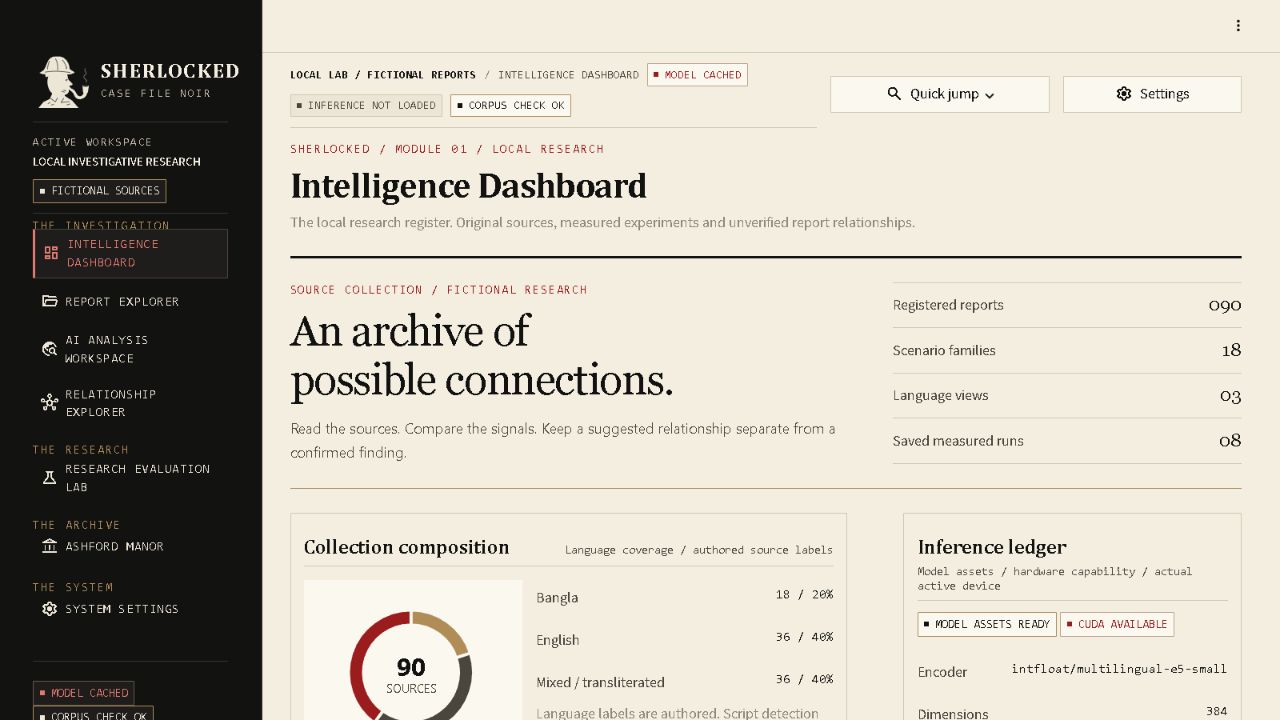 SHERLOCKED
CASE FILE NOIR
ACTIVE WORKSPACE
LOCAL INVESTIGATIVE RESEARCH
FICTIONAL SOURCES
THE INVESTIGATION
INTELLIGENCE
DASHBOARD
REPORT EXPLORER
AI ANALYSIS
WORKSPACE
RELATIONSHIP
EXPLORER
THE RESEARCH
RESEARCH EVALUATION
LAB
THE ARCHIVE
ASHFORD MANOR
THE SYSTEM
SYSTEM SETTINGS
MODEL CACHED
CORPUS CHECK OK
LOCAL LAB / FICTIONAL REPORTS / INTELLIGENCE DASHBOARD MODEL CACHED
INFERENCE NOT LOADED CORPUS CHECK OK
Quick jump
Settings
SHERLOCKED / MODULE 01 / LOCAL RESEARCH
Intelligence Dashboard
The local research register. Original sources, measured experiments and unverified report relationships.
SOURCE COLLECTION / FICTIONAL RESEARCH
An archive of
possible connections.
Read the sources. Compare the signals. Keep a suggested relationship separate from a
confirmed finding.
Registered reports 090
Scenario families 18
Language views 03
Saved measured runs 08
Collection composition Language coverage / authored source labels
90
SOURCES
Bangla 18 / 20%
English 36 / 40%
Mixed / transliterated 36 / 40%
Language labels are authored. Script detection
Inference ledger
Model assets / hardware capability / actual
active device
MODEL ASSETS READY CUDA AVAILABLE
Encoder intfloat/multilingual-e5-small
Dimensions 384